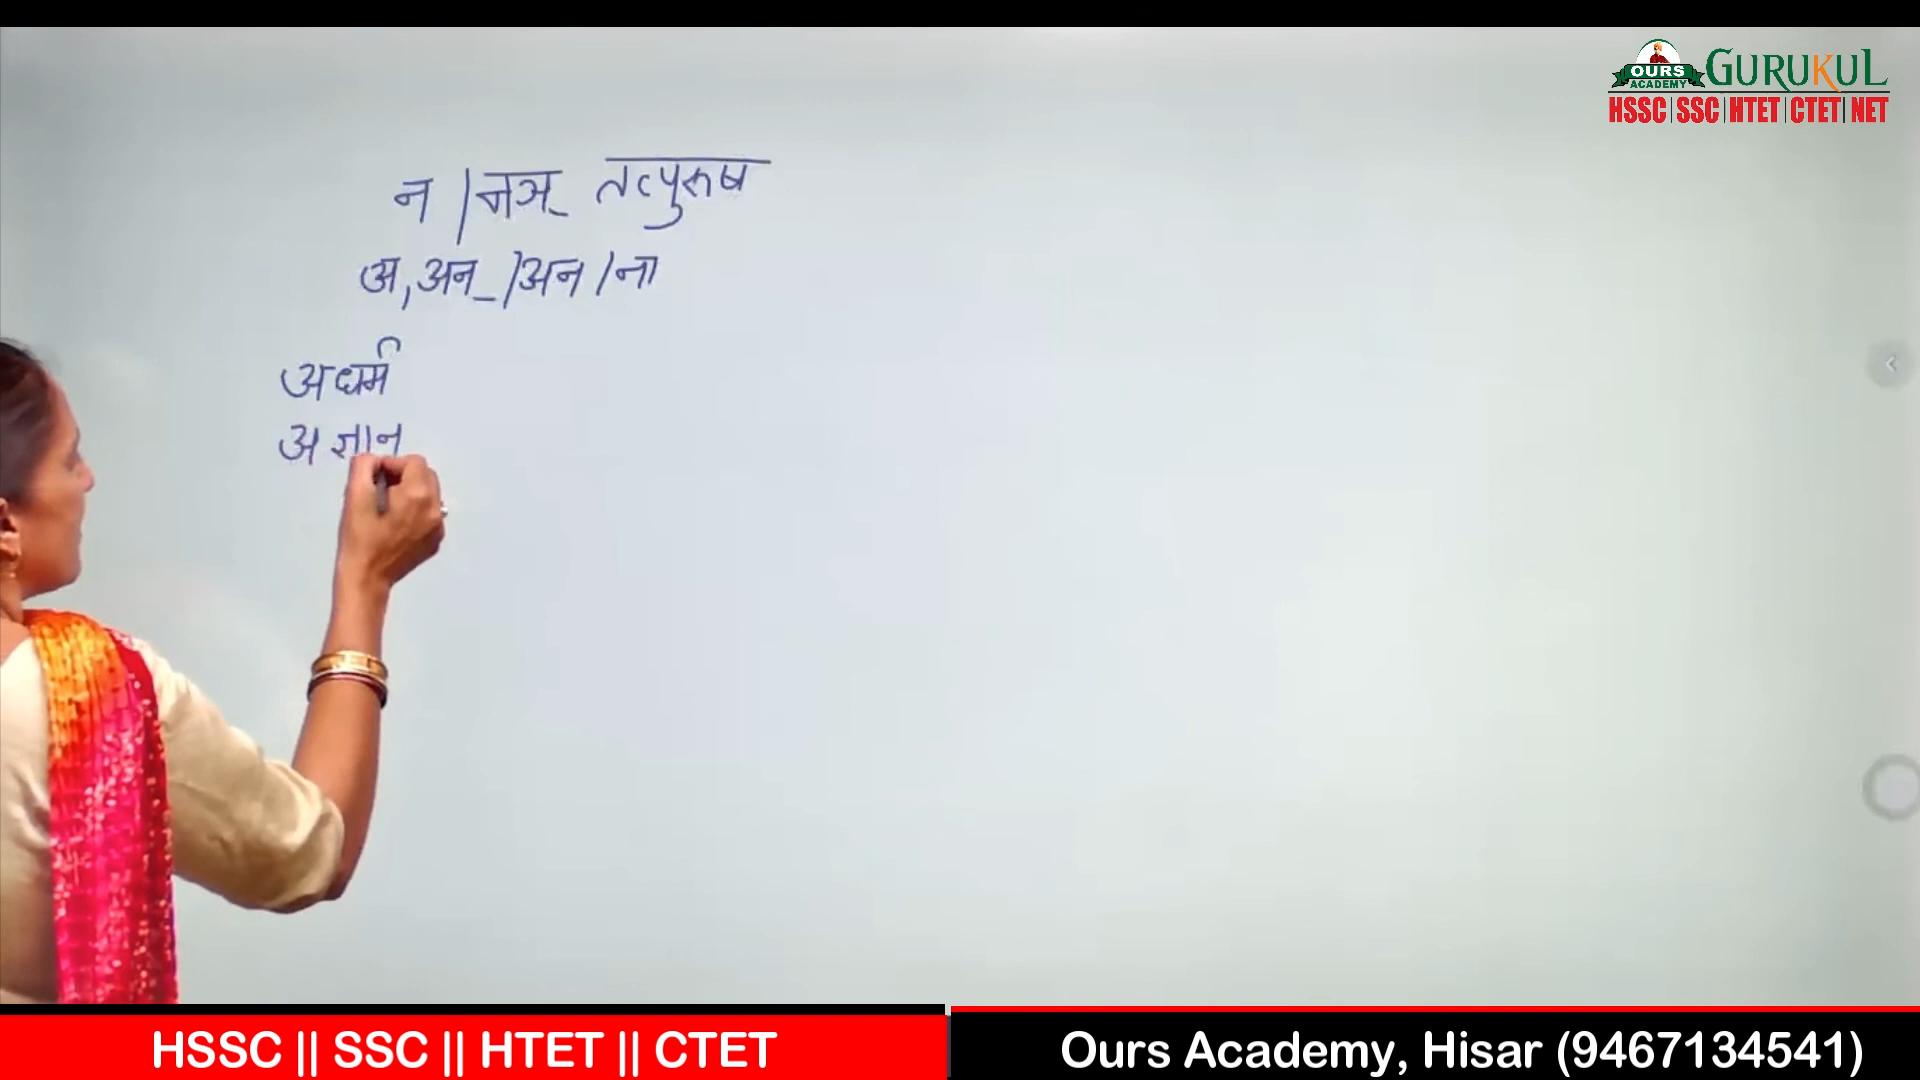 OURS
ACADEMY
GURUKUL
HSSC | SSC | HTET | CTET | NET
न / नञ् तत्पुरुष
अ, अन् / अन / ना
अधर्म
अज्ञान
HSSC || SSC || HTET || CTET
Ours Academy, Hisar (9467134541)